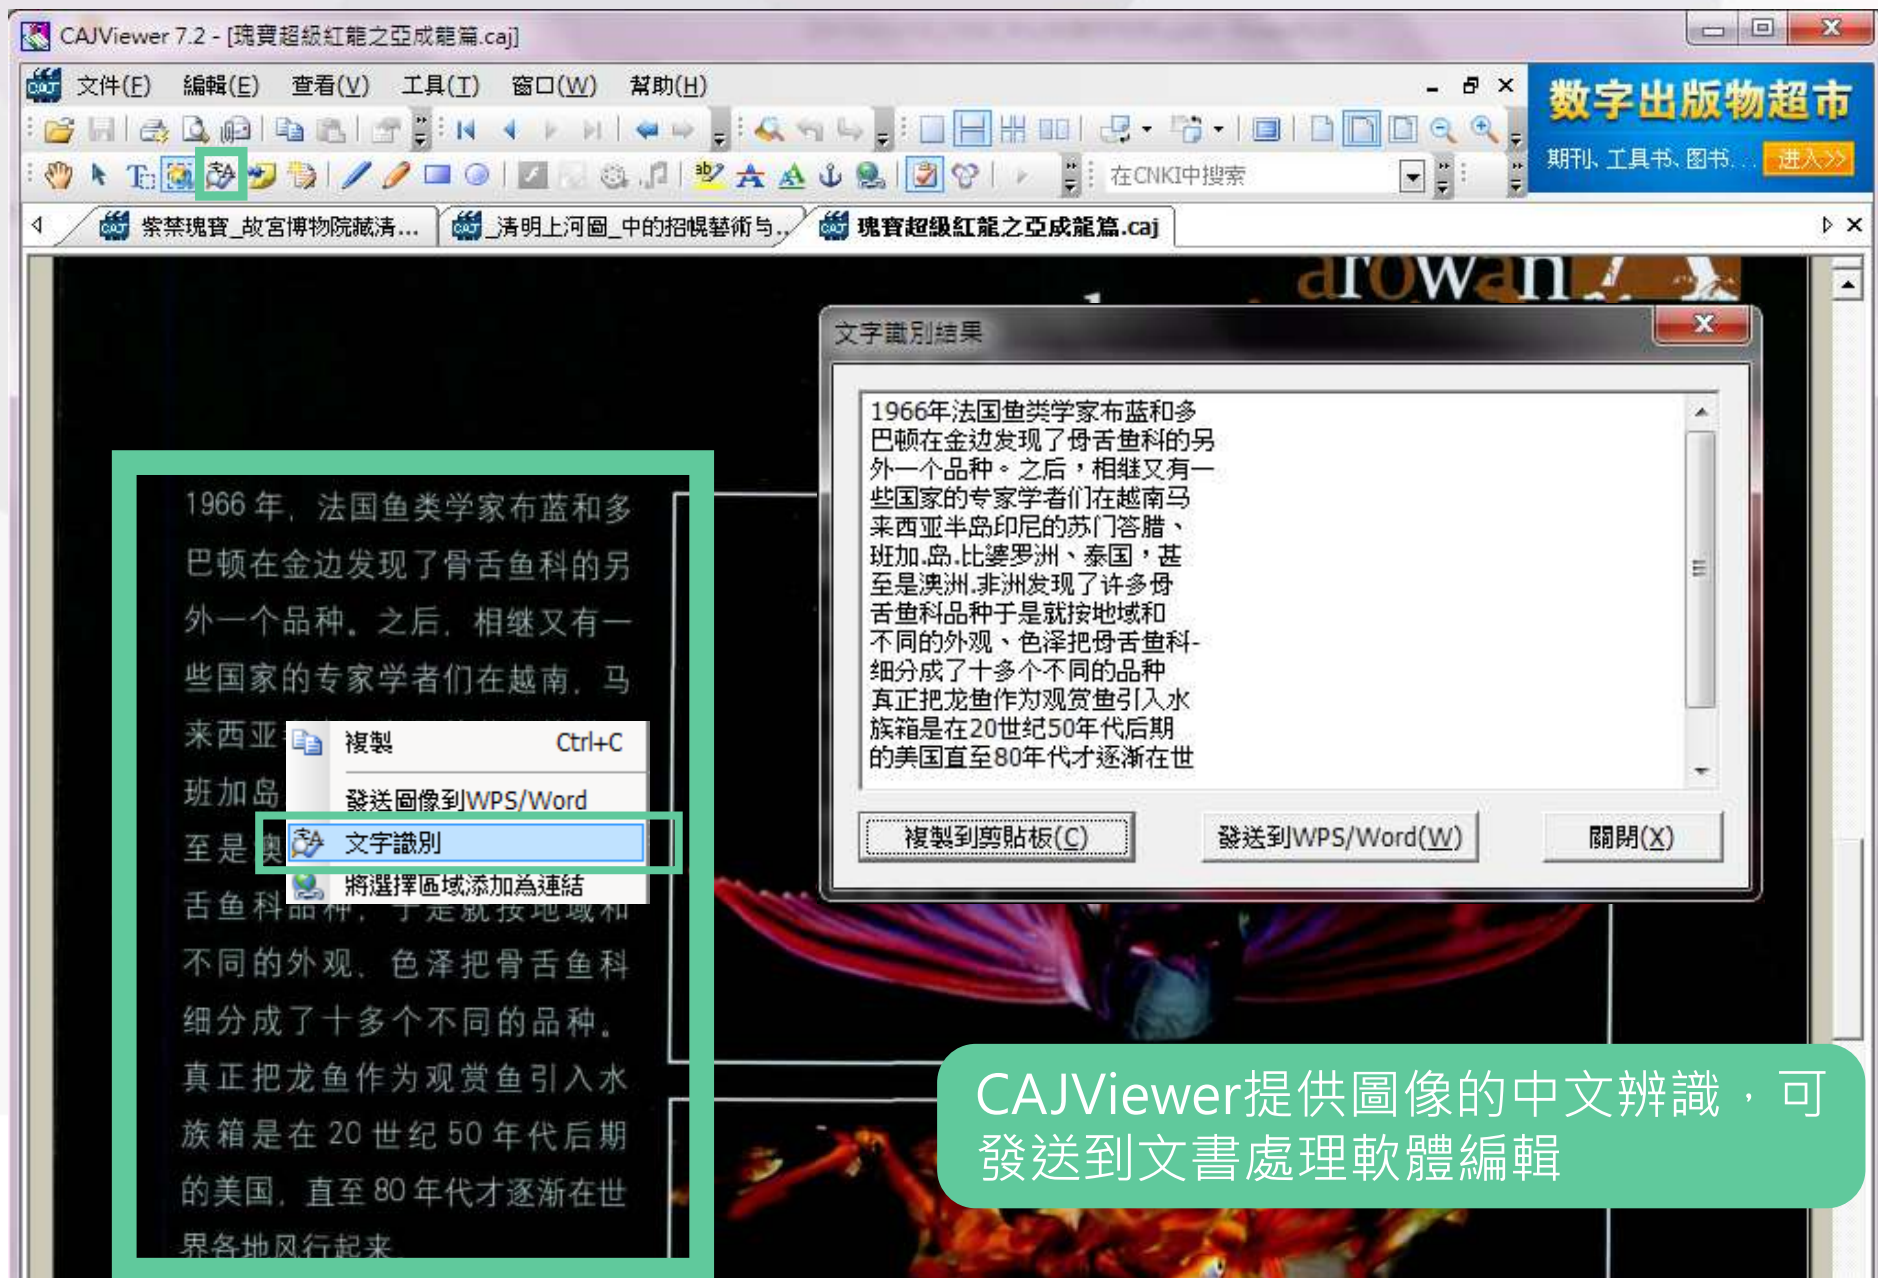 CAJViewer 7.2 - [瑰寶超級紅龍之亞成龍篇.caj]
文件(F) 編輯(E) 查看(V) 工具(T) 窗口(W) 幫助(H)
数字出版物超市
期刊、工具书、图书... 进入>>
在CNKI中搜索
紫禁瑰寶_故宮博物院藏清...
_清明上河圖_中的招幌藝術与..
瑰寶超級紅龍之亞成龍篇.caj
arowan
1966 年，法国鱼类学家布蓝和多
巴顿在金边发现了骨舌鱼科的另
外一个品种。之后，相继又有一
些国家的专家学者们在越南，马
来西亚
班加岛
至是澳
舌鱼科品种，于是就按地域和
不同的外观、色泽把骨舌鱼科
细分成了十多个不同的品种。
真正把龙鱼作为观赏鱼引入水
族箱是在 20 世纪 50 年代后期
的美国，直至 80 年代才逐渐在世
界各地风行起来
複製 Ctrl+C
發送圖像到WPS/Word
文字識別
將選擇區域添加為連結
文字識別結果
1966年法国鱼类学家布蓝和多
巴顿在金边发现了骨舌鱼科的另
外一个品种。之后，相继又有一
些国家的专家学者们在越南马
来西亚半岛印尼的苏门答腊、
班加.岛.比婆罗洲、泰国，甚
至是澳洲.非洲发现了许多骨
舌鱼科品种于是就按地域和
不同的外观、色泽把骨舌鱼科-
细分成了十多个不同的品种
真正把龙鱼作为观赏鱼引入水
族箱是在20世纪50年代后期
的美国直至80年代才逐渐在世
複製到剪貼板(C) 發送到WPS/Word(W) 關閉(X)
CAJViewer提供圖像的中文辨識，可
發送到文書處理軟體編輯